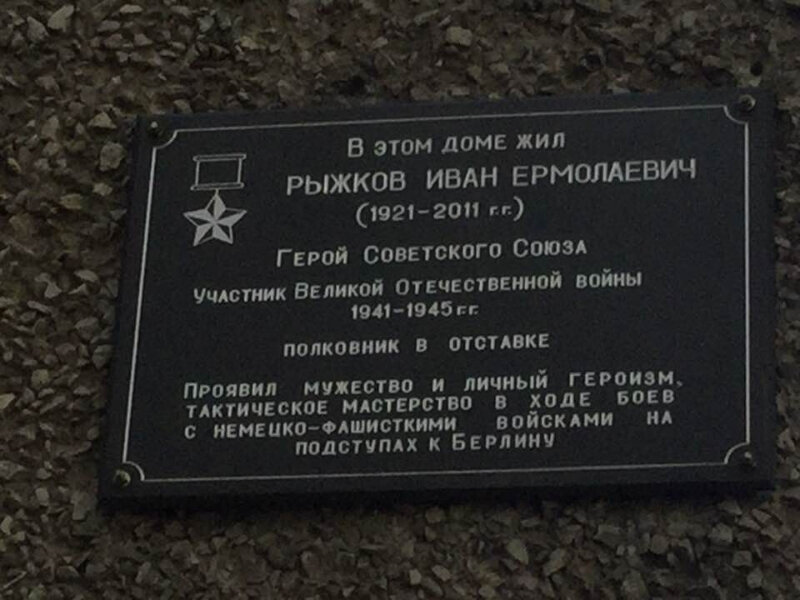 В этом доме жил
РЫЖКОВ ИВАН ЕРМОЛАЕВИЧ
(1921-2011 г.г.)
Герой Советского Союза
Участник Великой Отечественной войны
1941-1945 г.г.
полковник в отставке
Проявил мужество и личный героизм,
тактическое мастерство в ходе боев
с немецко-фашисткими войсками на
подступах к Берлину